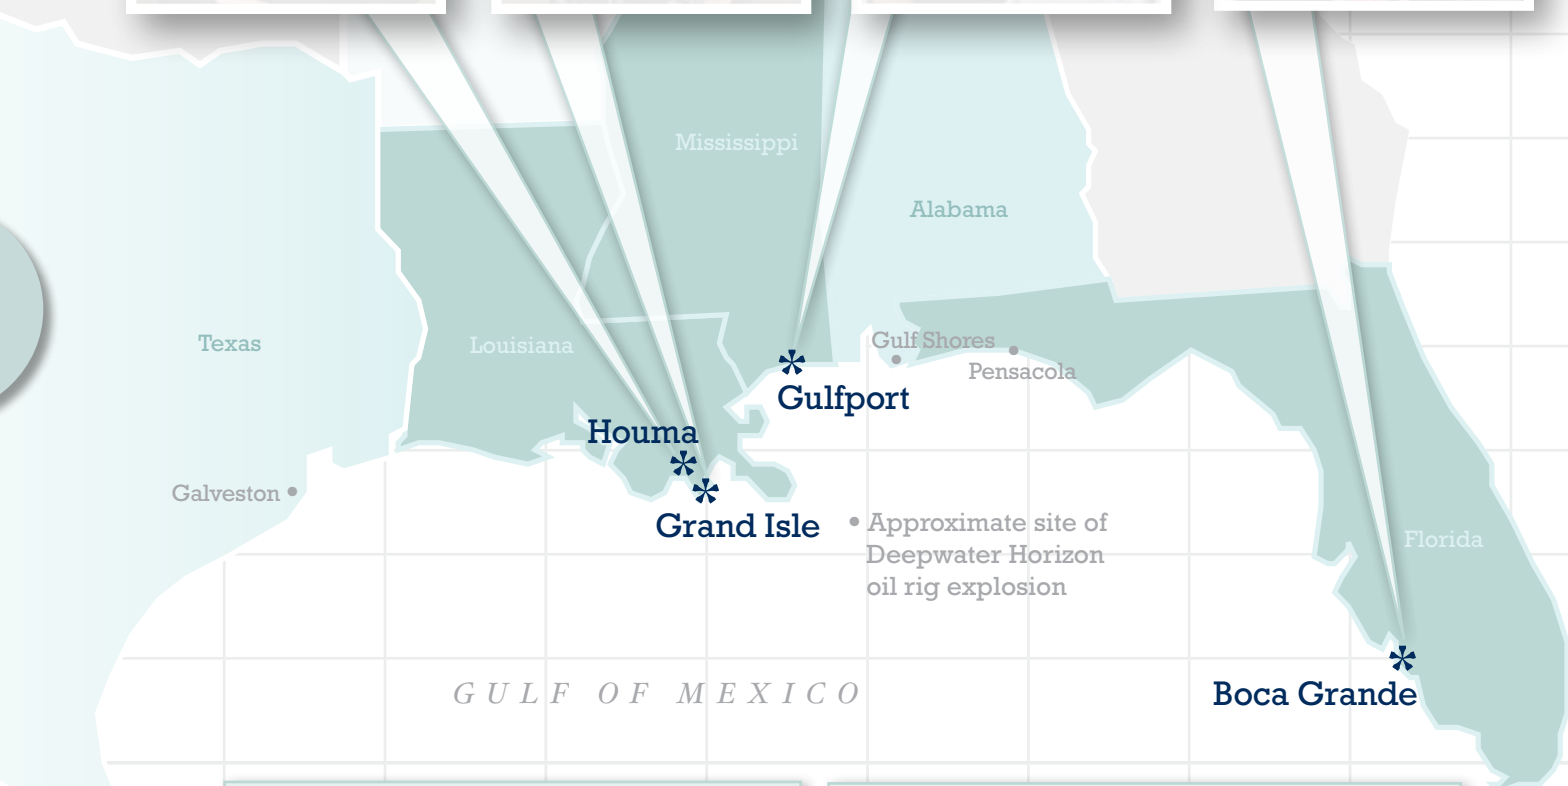 Mississippi
Alabama
Texas
Louisiana
Gulf Shores
Pensacola
Gulfport
Houma
Galveston
Grand Isle
Approximate site of
Deepwater Horizon
oil rig explosion
Florida
GULF OF MEXICO
Boca Grande